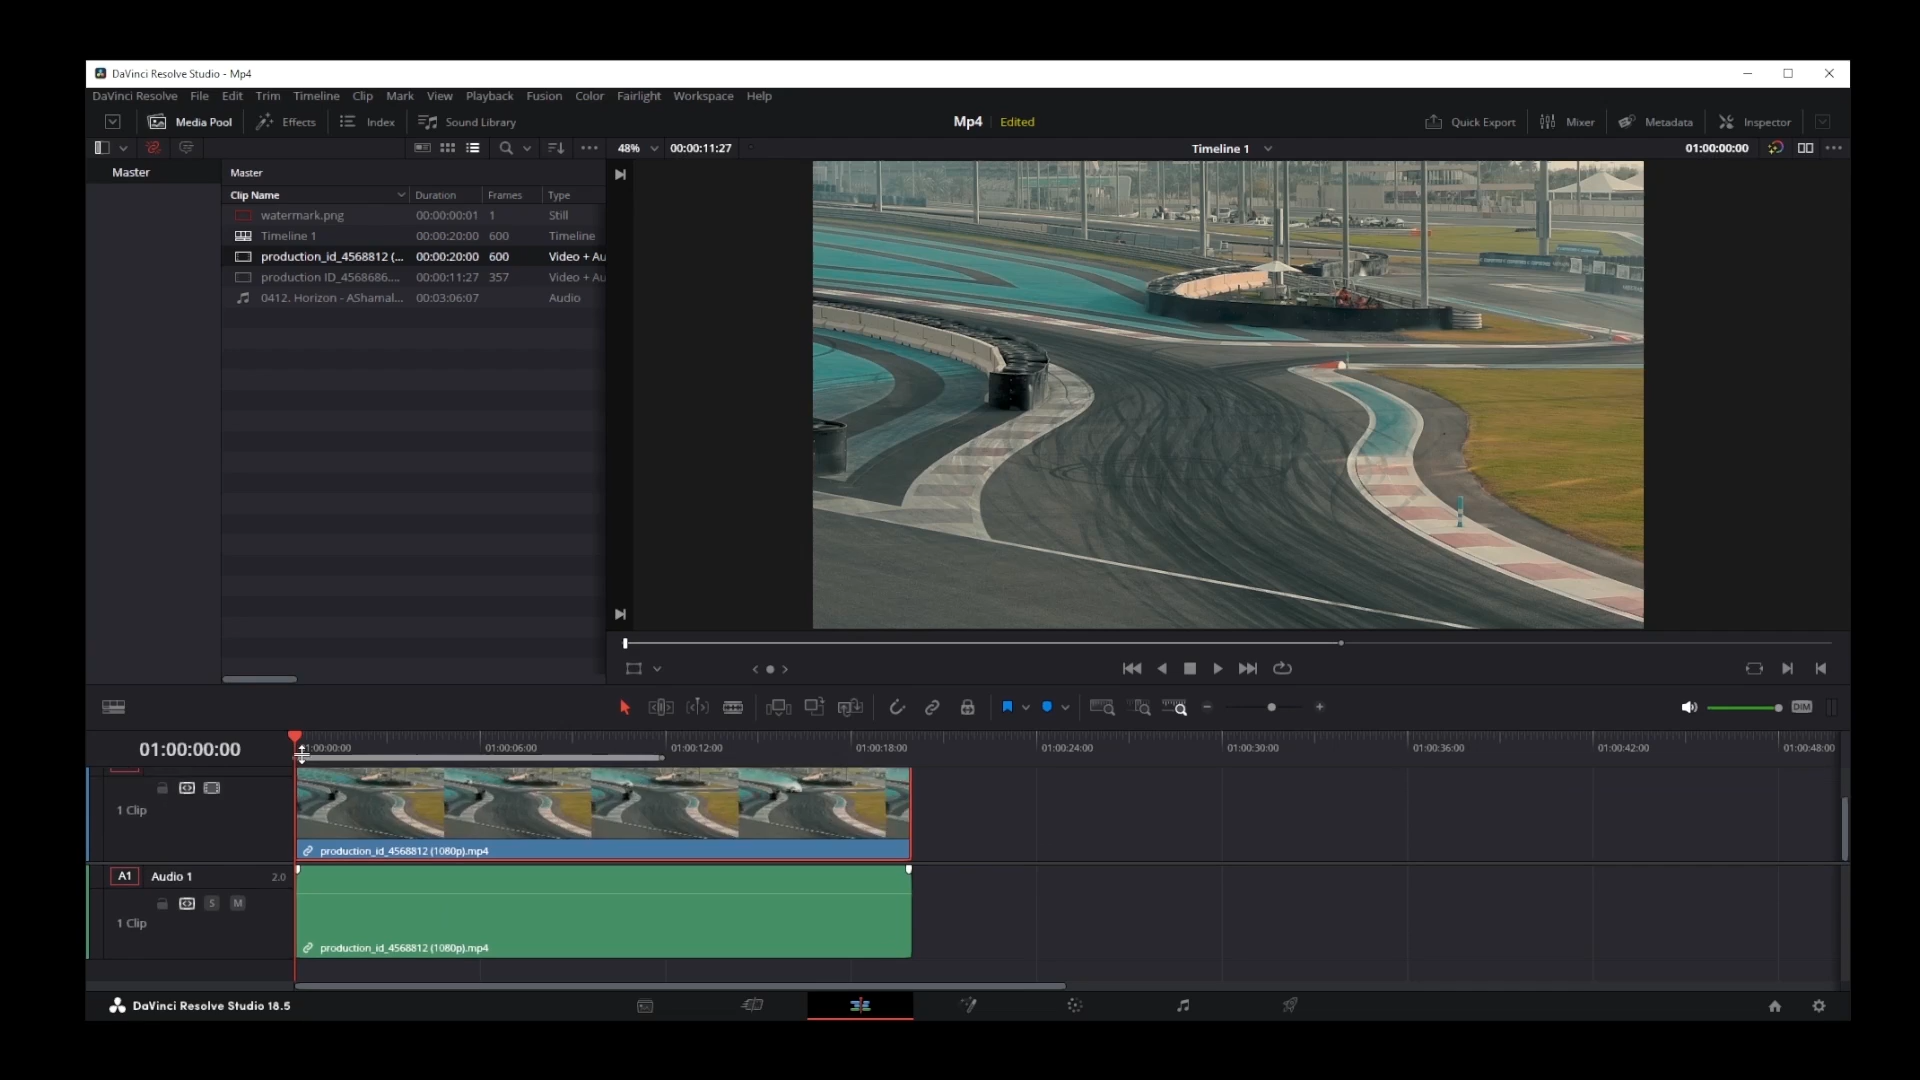 DaVinci Resolve Studio - Mp4
DaVinci Resolve File Edit Trim Timeline Clip Mark View Playback Fusion Color Fairlight Workspace Help
Media Pool Effects Index Sound Library Mp4 Edited Quick Export Mixer Metadata Inspector
48% 00:00:11:27 Timeline 1 01:00:00:00
Master Master
Clip Name Duration Frames Type
watermark.png 00:00:00:01 1 Still
Timeline 1 00:00:20:00 600 Timeline
production_id_4568812 (... 00:00:20:00 600 Video + Au
production ID_4568686.... 00:00:11:27 357 Video + Au
0412. Horizon - AShamal... 00:03:06:07 Audio
DIM
01:00:00:00 1:00:00:00 01:00:06:00 01:00:12:00 01:00:18:00 01:00:24:00 01:00:30:00 01:00:36:00 01:00:42:00 01:00:48:00
1 Clip
production_id_4568812 (1080p).mp4
A1 Audio 1 2.0
S M
1 Clip
production_id_4568812 (1080p).mp4
DaVinci Resolve Studio 18.5